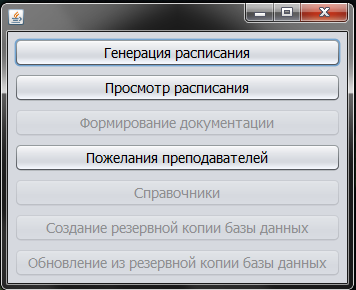 Генерация расписания
Просмотр расписания
Формирование документации
Пожелания преподавателей
Справочники
Создание резервной копии базы данных
Обновление из резервной копии базы данных